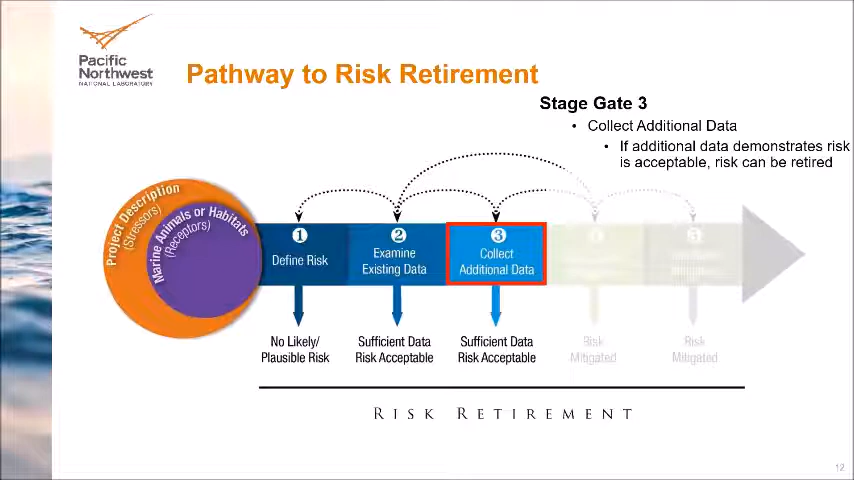 Pacific
Northwest
NATIONAL LABORATORY
Pathway to Risk Retirement
Stage Gate 3
• Collect Additional Data
• If additional data demonstrates risk
is acceptable, risk can be retired
Project Description
(Stressors)
Marine Animals or Habitats
(Receptors)
1
Define Risk
2
Examine
Existing Data
3
Collect
Additional Data
No Likely/
Plausible Risk
Sufficient Data
Risk Acceptable
Sufficient Data
Risk Acceptable
Risk
Mitigated
Risk
Mitigated
RISK RETIREMENT
12